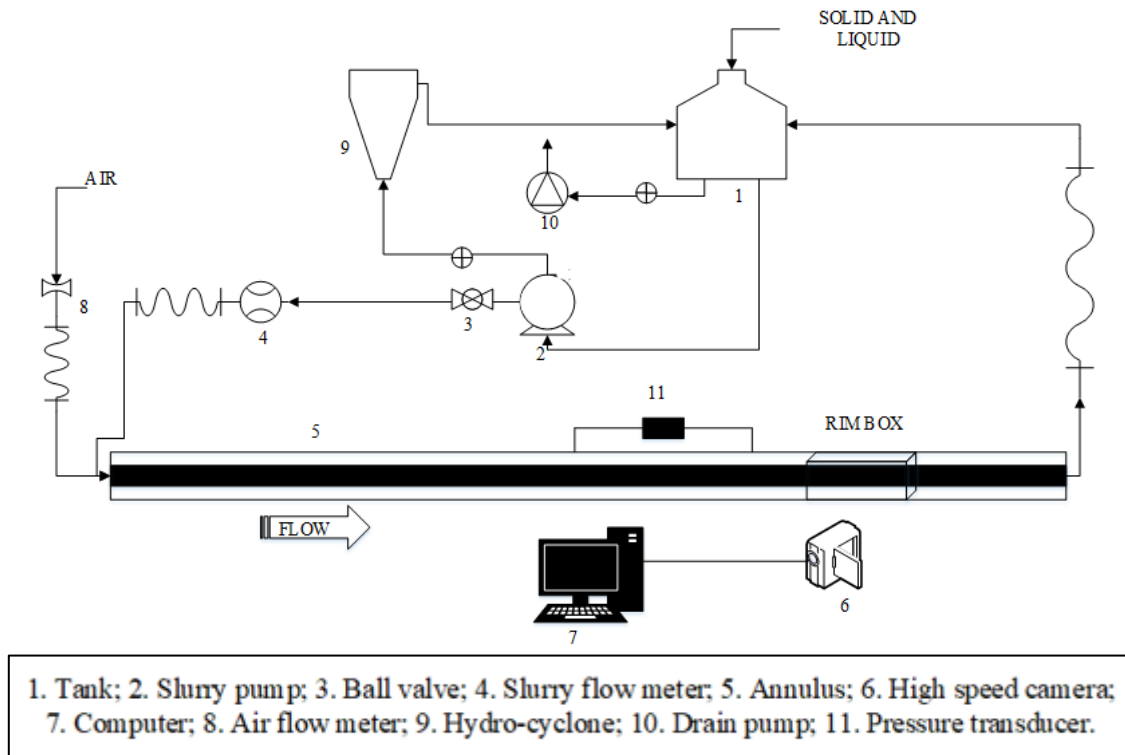 SOLID AND
LIQUID
9
AIR
1
10
8
3
4
2
11
5
RIM BOX
FLOW
6
7
1. Tank; 2. Slurry pump; 3. Ball valve; 4. Slurry flow meter; 5. Annulus; 6. High speed camera;
7. Computer; 8. Air flow meter; 9. Hydro-cyclone; 10. Drain pump; 11. Pressure transducer.